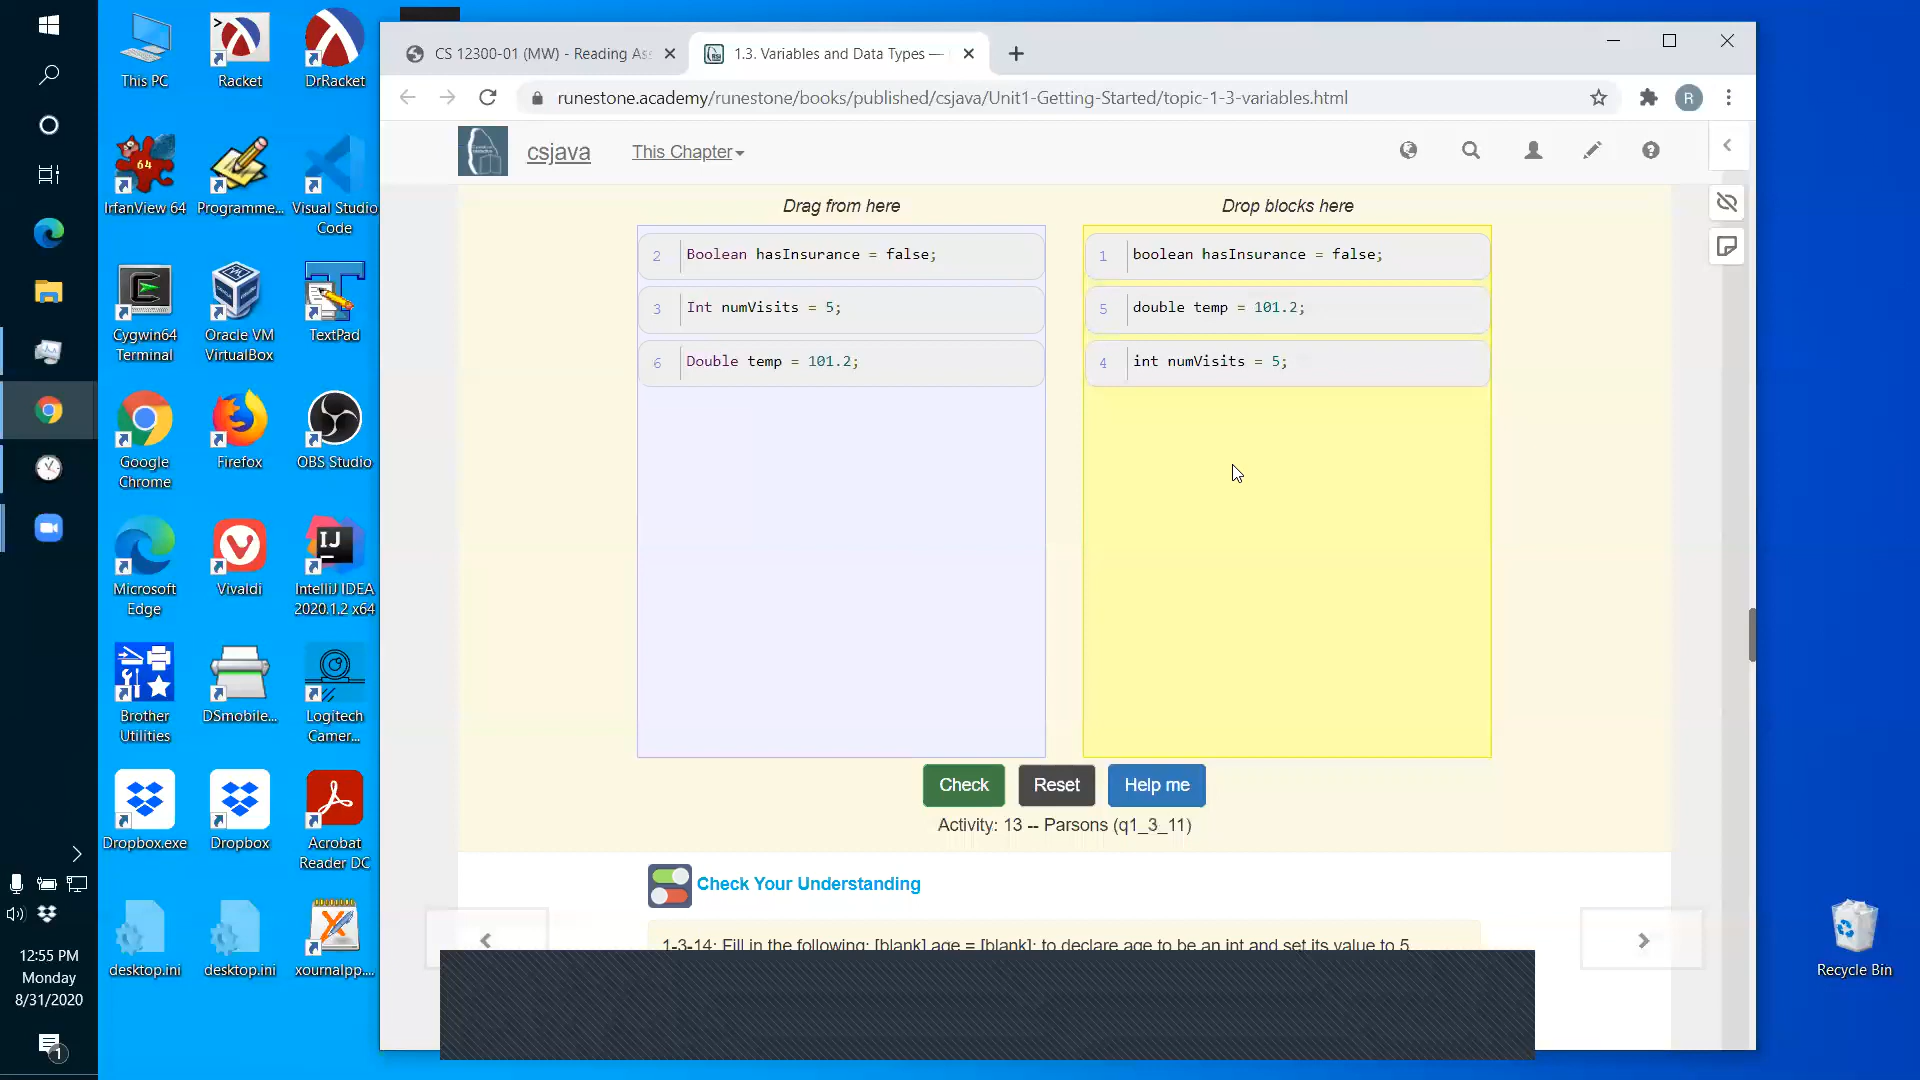 This PC
Racket
DrRacket
IrfanView 64
Programme...
Visual Studio
Code
Cygwin64
Terminal
Oracle VM
VirtualBox
TextPad
Google
Chrome
Firefox
OBS Studio
Microsoft
Edge
Vivaldi
IntelliJ IDEA
2020.1.2 x64
Brother
Utilities
DSmobile...
Logitech
Camer...
Dropbox.exe
Dropbox
Acrobat
Reader DC
desktop.ini
desktop.ini
xournalpp....
12:55 PM
Monday
8/31/2020
1
CS 12300-01 (MW) - Reading Ass
1.3. Variables and Data Types —
runestone.academy/runestone/books/published/csjava/Unit1-Getting-Started/topic-1-3-variables.html
R
csjava
This Chapter
Drag from here
2 Boolean hasInsurance = false;
3 Int numVisits = 5;
6 Double temp = 101.2;
Drop blocks here
1 boolean hasInsurance = false;
5 double temp = 101.2;
4 int numVisits = 5;
Check
Reset
Help me
Activity: 13 -- Parsons (q1_3_11)
Check Your Understanding
1-3-14: Fill in the following: [blank] age = [blank]; to declare age to be an int and set its value to 5.
Recycle Bin